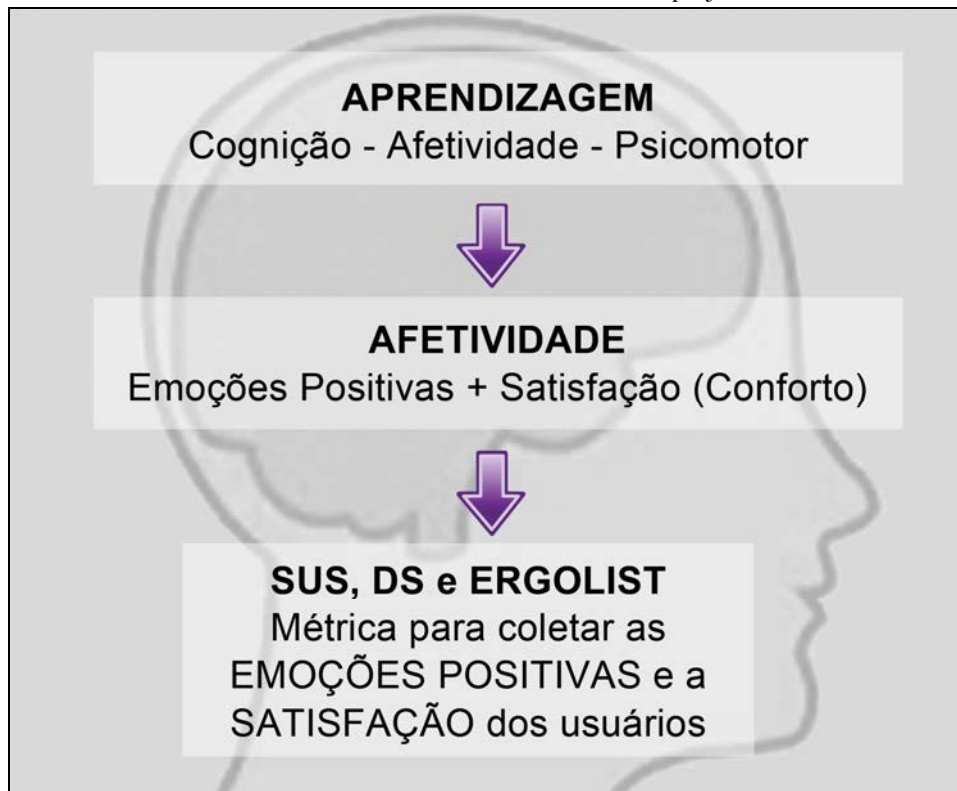 APRENDIZAGEM
Cognição - Afetividade - Psicomotor
AFETIVIDADE
Emoções Positivas + Satisfação (Conforto)
SUS, DS e ERGOLIST
Métrica para coletar as
EMOÇÕES POSITIVAS e a
SATISFAÇÃO dos usuários